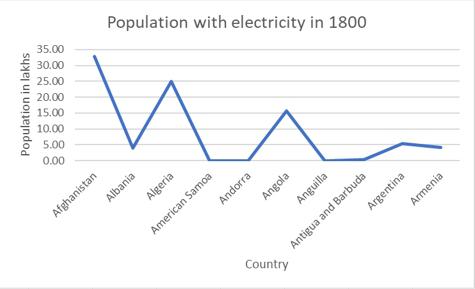 Population with electricity in 1800
Population in lakhs
35.00
30.00
25.00
20.00
15.00
10.00
5.00
0.00
Afghanistan
Albania
Algeria
American Samoa
Andorra
Angola
Anguilla
Antigua and Barbuda
Argentina
Armenia
Country